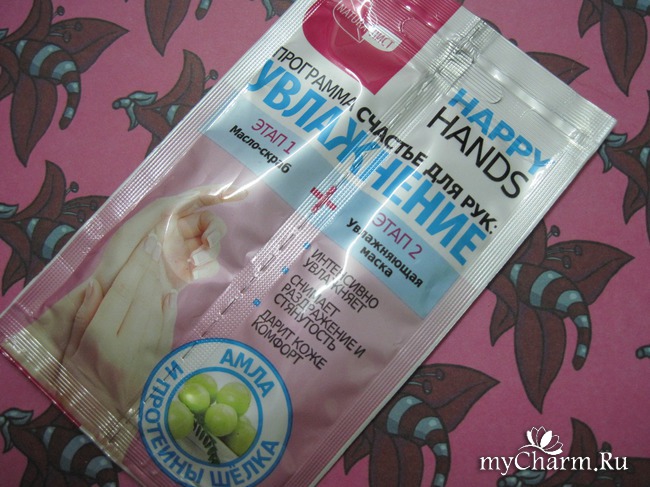 HAPPY
HANDS
ПРОГРАММА СЧАСТЬЕ ДЛЯ РУК:
УВЛАЖНЕНИЕ
ЭТАП 1
Масло-скраб
ЭТАП 2
Увлажняющая
маска
ИНТЕНСИВНО
УВЛАЖНЯЕТ
СНИМАЕТ
РАЗДРАЖЕНИЕ И
СТЯНУТОСТЬ
ДАРИТ КОЖЕ
КОМФОРТ
АМЛА
И ПРОТЕИНЫ ШЁЛКА
myCharm.Ru